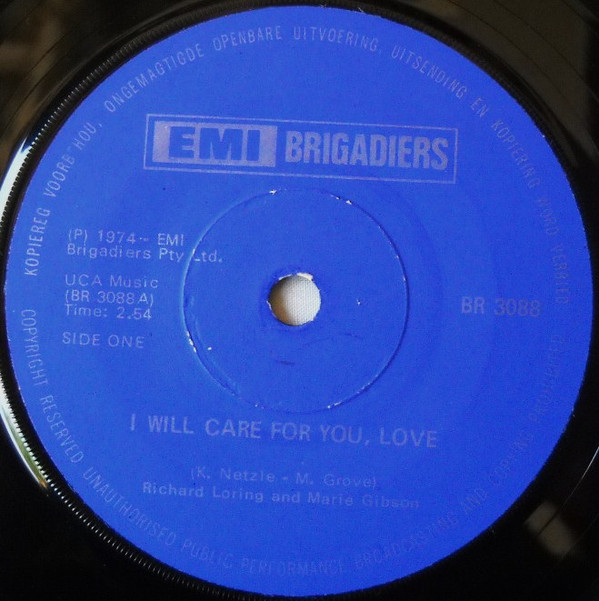 KOPIEREG VOORBEHOU, ONGEMAGTIGDE OPENBARE UITVOERING, UITSENDING EN KOPIERING WORD VERBIED
EMI BRIGADIERS
(P) 1974~ EMI
Brigadiers Pty Ltd.
UCA Music
(BR 3088A)
Time: 2.54
SIDE ONE
BR 3088
I WILL CARE FOR YOU, LOVE
(K. Netzle - M. Grove)
Richard Loring and Marie Gibson
COPYRIGHT RESERVED UNAUTHORISED PUBLIC PERFORMANCE BROADCASTING AND COPYING